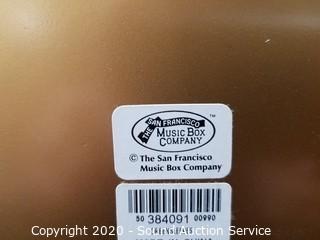 THE SAN FRANCISCO
MUSIC BOX
COMPANY ™
© The San Francisco
Music Box Company
50 384091 00990
Copyright 2020 - Sound Auction Service